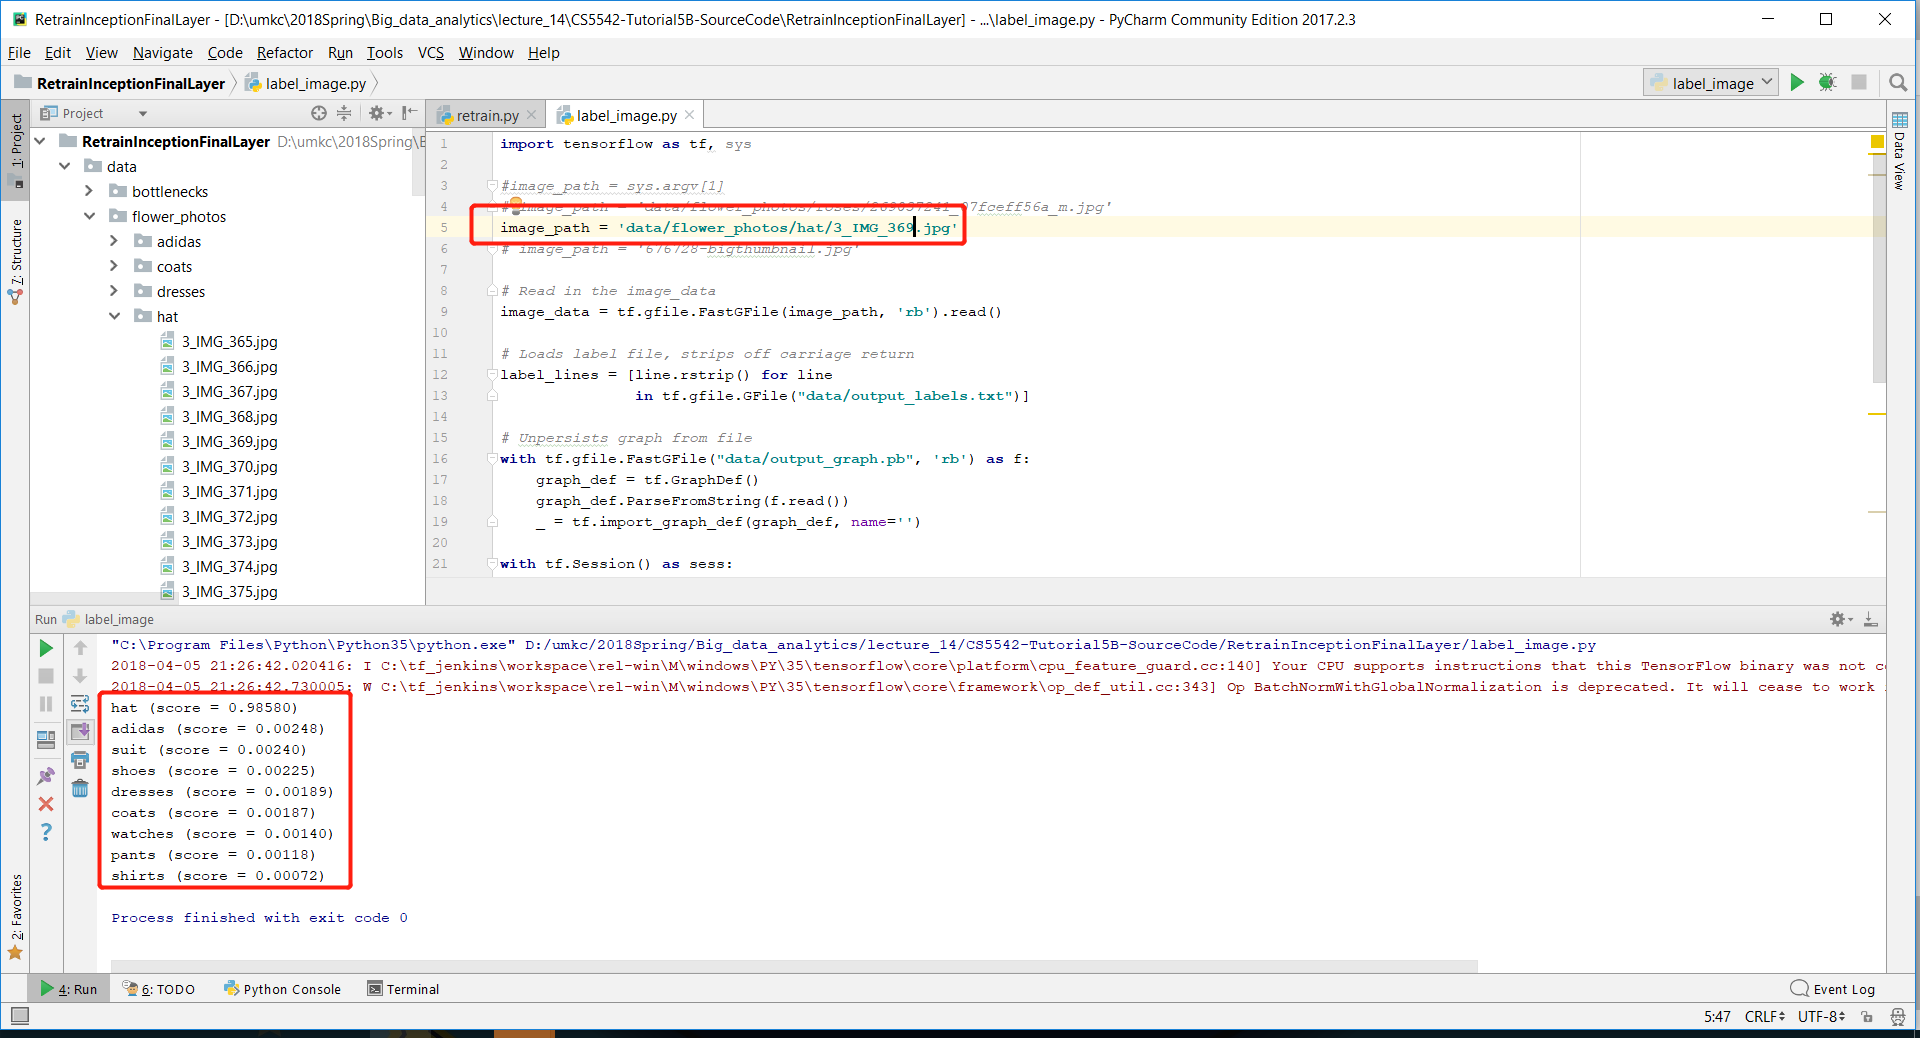 RetrainInceptionFinalLayer - [D:\umkc\2018Spring\Big_data_analytics\lecture_14\CS5542-Tutorial5B-SourceCode\RetrainInceptionFinalLayer] - ...\label_image.py - PyCharm Community Edition 2017.2.3
File Edit View Navigate Code Refactor Run Tools VCS Window Help
RetrainInceptionFinalLayer label_image.py
label_image
1: Project
7: Structure
2: Favorites
Data View
Project
RetrainInceptionFinalLayer D:\umkc\2018Spring\
data
bottlenecks
flower_photos
adidas
coats
dresses
hat
3_IMG_365.jpg
3_IMG_366.jpg
3_IMG_367.jpg
3_IMG_368.jpg
3_IMG_369.jpg
3_IMG_370.jpg
3_IMG_371.jpg
3_IMG_372.jpg
3_IMG_373.jpg
3_IMG_374.jpg
3_IMG_375.jpg
retrain.py label_image.py
1 import tensorflow as tf, sys
2
3 #image_path = sys.argv[1]
4 # image_path = 'data/flower_photos/roses/269037241_07fceff56a_m.jpg'
5 image_path = 'data/flower_photos/hat/3_IMG_369.jpg'
6 # image_path = '676728-bigthumbnail.jpg'
7
8 # Read in the image_data
9 image_data = tf.gfile.FastGFile(image_path, 'rb').read()
10
11 # Loads label file, strips off carriage return
12 label_lines = [line.rstrip() for line
13 in tf.gfile.GFile("data/output_labels.txt")]
14
15 # Unpersists graph from file
16 with tf.gfile.FastGFile("data/output_graph.pb", 'rb') as f:
17 graph_def = tf.GraphDef()
18 graph_def.ParseFromString(f.read())
19 _ = tf.import_graph_def(graph_def, name='')
20
21 with tf.Session() as sess:
Run label_image
"C:\Program Files\Python\Python35\python.exe" D:/umkc/2018Spring/Big_data_analytics/lecture_14/CS5542-Tutorial5B-SourceCode/RetrainInceptionFinalLayer/label_image.py
2018-04-05 21:26:42.020416: I C:\tf_jenkins\workspace\rel-win\M\windows\PY\35\tensorflow\core\platform\cpu_feature_guard.cc:140] Your CPU supports instructions that this TensorFlow binary was not c
2018-04-05 21:26:42.730005: W C:\tf_jenkins\workspace\rel-win\M\windows\PY\35\tensorflow\core\framework\op_def_util.cc:343] Op BatchNormWithGlobalNormalization is deprecated. It will cease to work
hat (score = 0.98580)
adidas (score = 0.00248)
suit (score = 0.00240)
shoes (score = 0.00225)
dresses (score = 0.00189)
coats (score = 0.00187)
watches (score = 0.00140)
pants (score = 0.00118)
shirts (score = 0.00072)
Process finished with exit code 0
4: Run 6: TODO Python Console Terminal Event Log
5:47 CRLF UTF-8